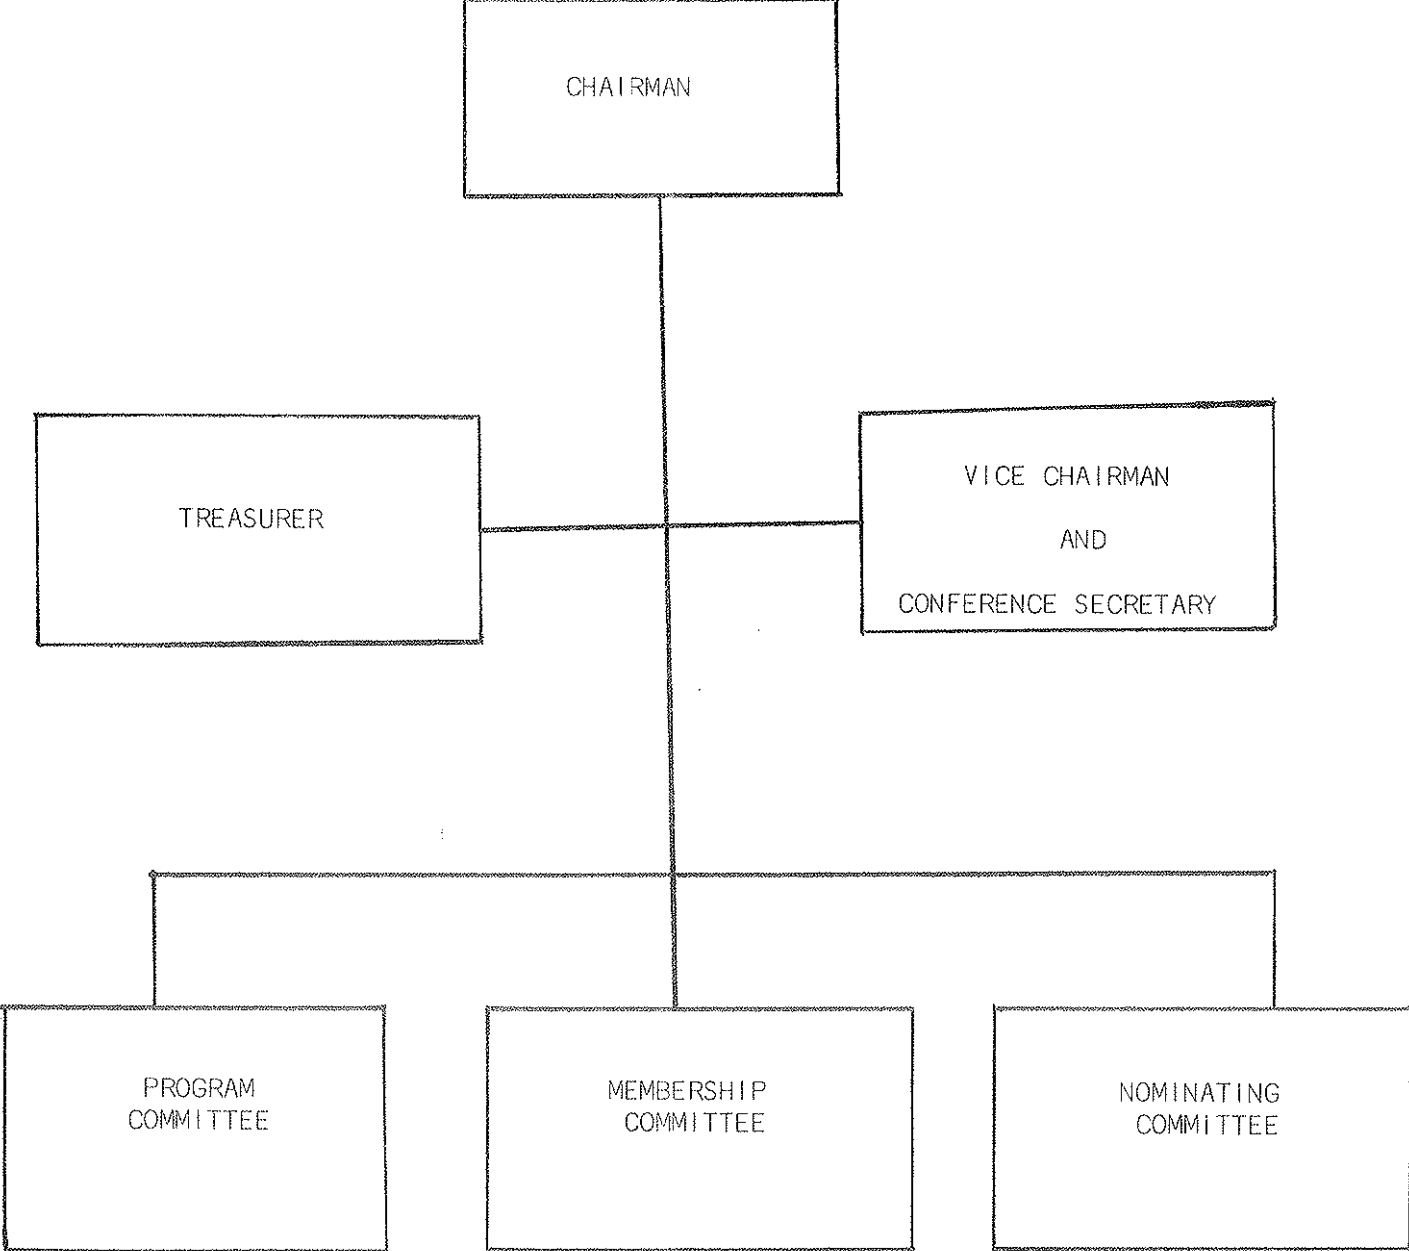 CHAIRMAN
TREASURER
VICE CHAIRMAN
AND
CONFERENCE SECRETARY
PROGRAM
COMMITTEE
MEMBERSHIP
COMMITTEE
NOMINATING
COMMITTEE